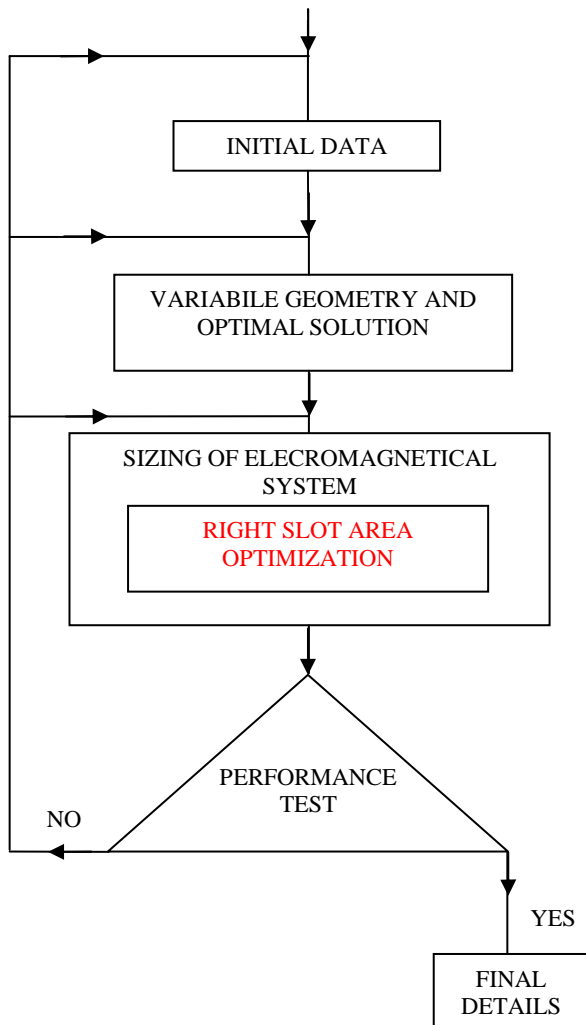 INITIAL DATA
VARIABILE GEOMETRY AND
OPTIMAL SOLUTION
SIZING OF ELECROMAGNETICAL
SYSTEM
RIGHT SLOT AREA
OPTIMIZATION
PERFORMANCE
TEST
NO
YES
FINAL
DETAILS